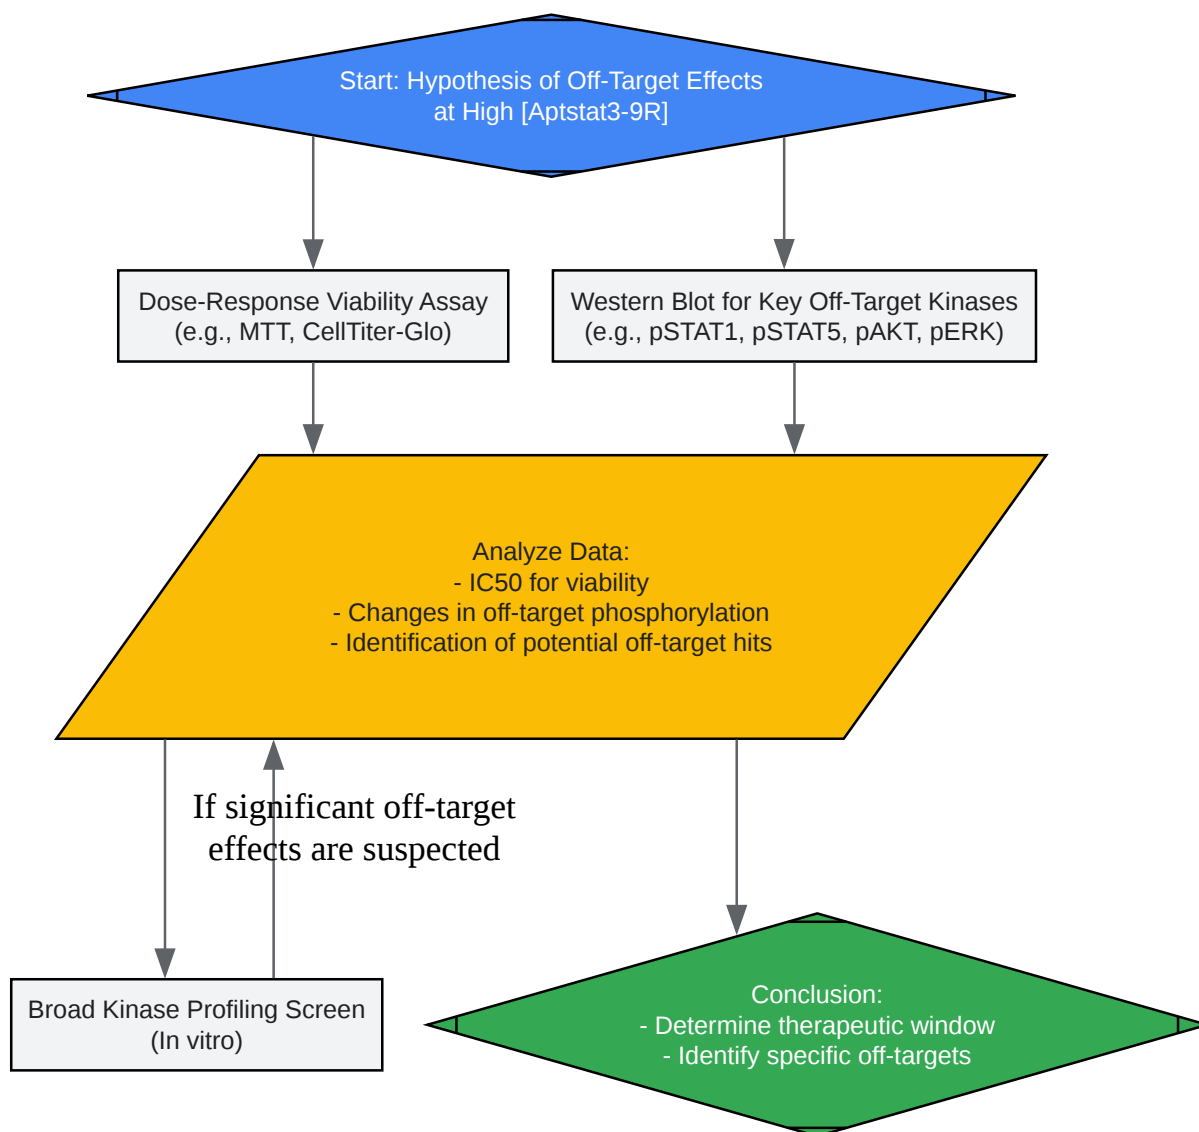 Start: Hypothesis of Off-Target Effects
at High [Aptstat3-9R]
Dose-Response Viability Assay
(e.g., MTT, CellTiter-Glo)
Western Blot for Key Off-Target Kinases
(e.g., pSTAT1, pSTAT5, pAKT, pERK)
Analyze Data:
- IC50 for viability
- Changes in off-target phosphorylation
- Identification of potential off-target hits
If significant off-target
effects are suspected
Broad Kinase Profiling Screen
(In vitro)
Conclusion:
- Determine therapeutic window
- Identify specific off-targets